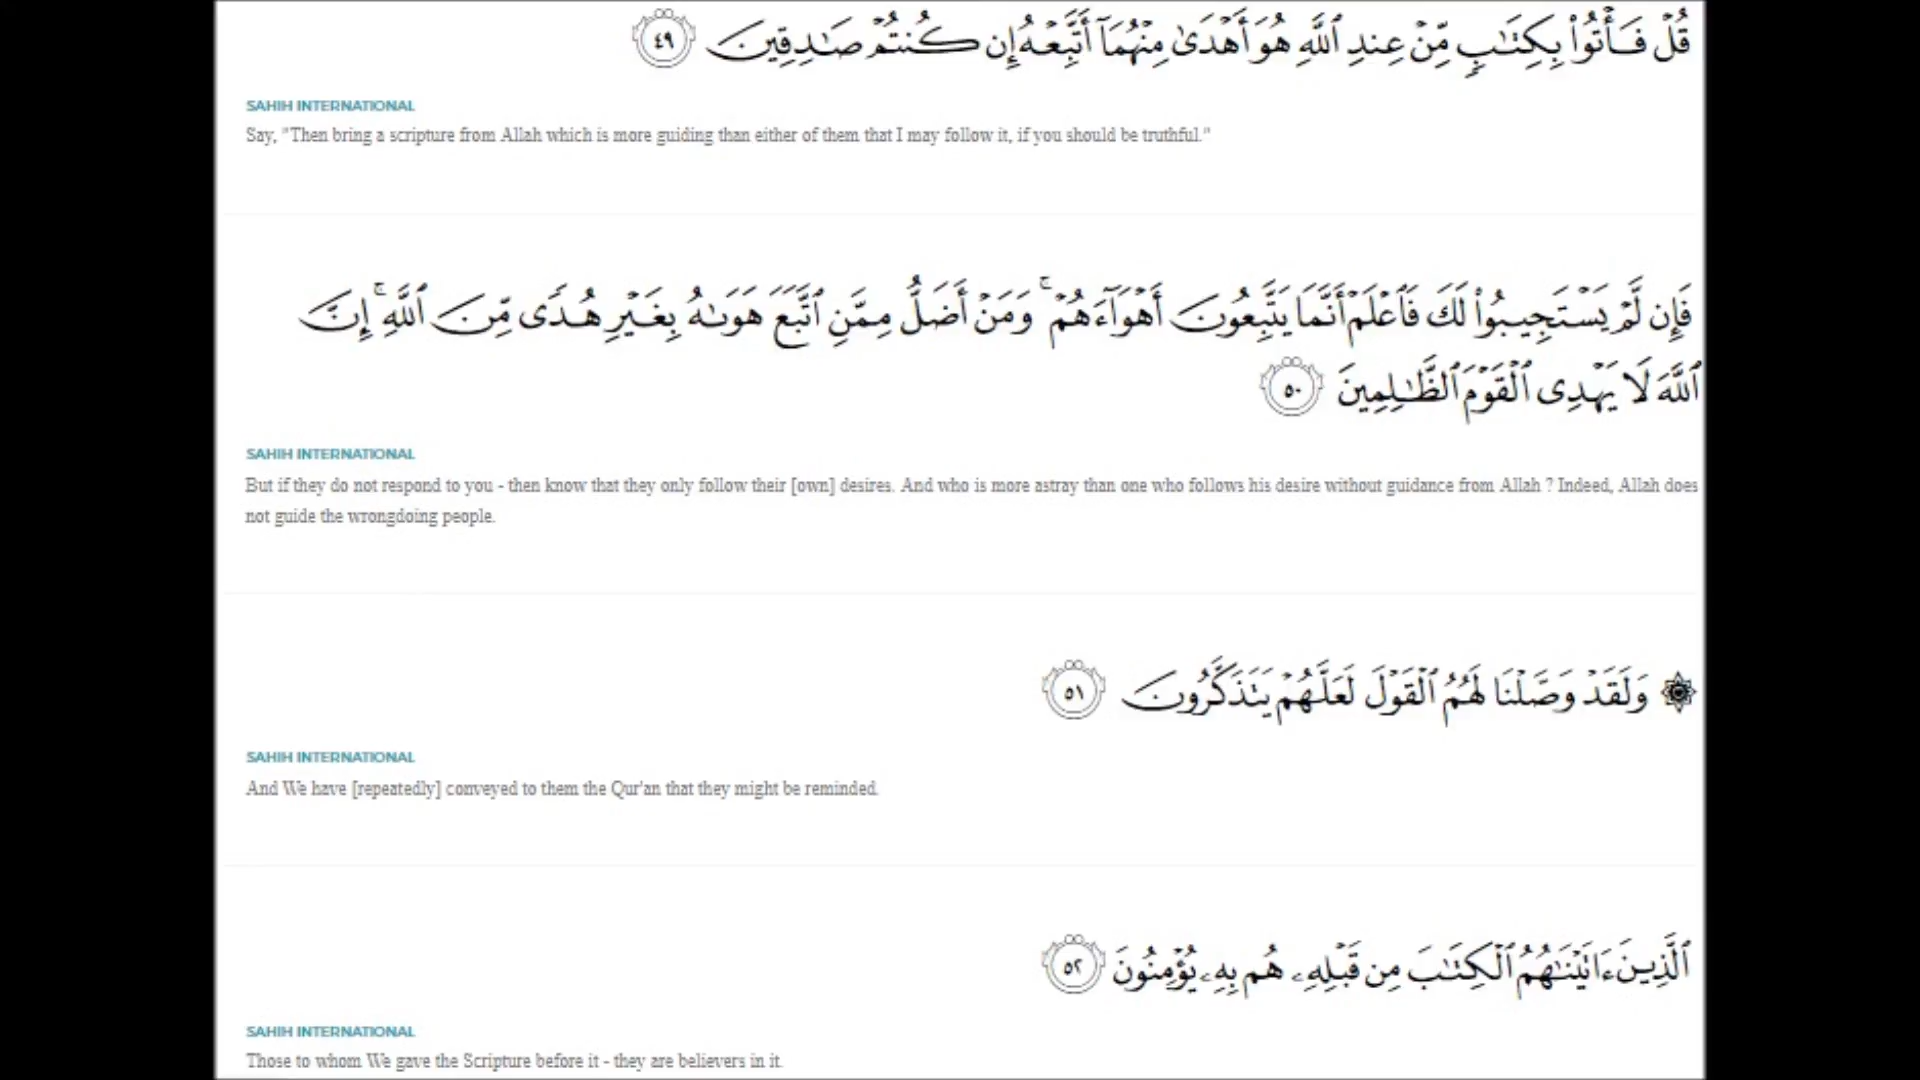 قُلْ فَأْتُوا۟ بِكِتَـٰبٍ مِّنْ عِندِ ٱللَّهِ هُوَ أَهْدَىٰ مِنْهُمَآ أَتَّبِعْهُ إِن كُنتُمْ صَـٰدِقِينَ ٤٩
SAHIH INTERNATIONAL
Say, "Then bring a scripture from Allah which is more guiding than either of them that I may follow it, if you should be truthful."
فَإِن لَّمْ يَسْتَجِيبُوا۟ لَكَ فَٱعْلَمْ أَنَّمَا يَتَّبِعُونَ أَهْوَآءَهُمْ ۚ وَمَنْ أَضَلُّ مِمَّنِ ٱتَّبَعَ هَوَىٰهُ بِغَيْرِ هُدًى مِّنَ ٱللَّهِ ۚ إِنَّ
ٱللَّهَ لَا يَهْدِى ٱلْقَوْمَ ٱلظَّـٰلِمِينَ ٥٠
SAHIH INTERNATIONAL
But if they do not respond to you - then know that they only follow their [own] desires. And who is more astray than one who follows his desire without guidance from Allah ? Indeed, Allah does
not guide the wrongdoing people.
۞ وَلَقَدْ وَصَّلْنَا لَهُمُ ٱلْقَوْلَ لَعَلَّهُمْ يَتَذَكَّرُونَ ٥١
SAHIH INTERNATIONAL
And We have [repeatedly] conveyed to them the Qur'an that they might be reminded.
ٱلَّذِينَ ءَاتَيْنَـٰهُمُ ٱلْكِتَـٰبَ مِن قَبْلِهِۦ هُم بِهِۦ يُؤْمِنُونَ ٥٢
SAHIH INTERNATIONAL
Those to whom We gave the Scripture before it - they are believers in it.